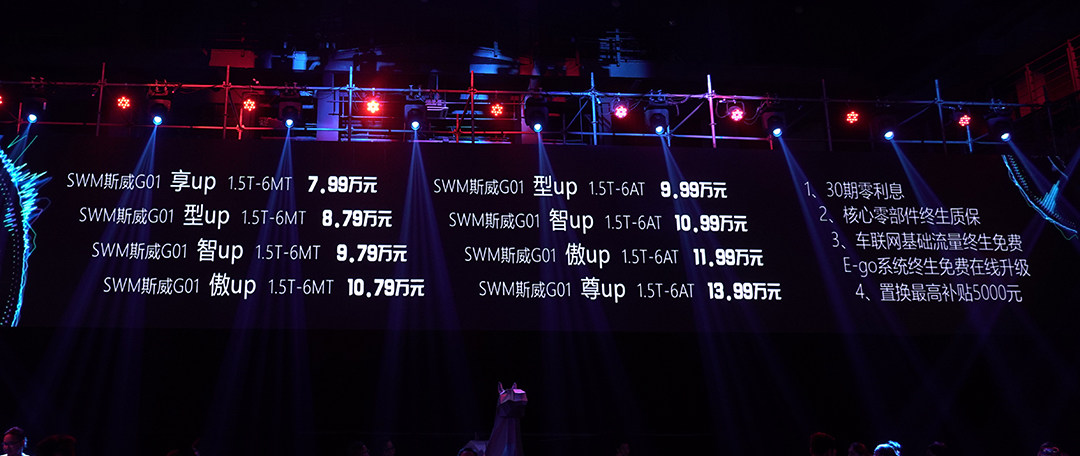 SWM斯威G01 享up 1.5T-6MT 7.99万元
SWM斯威G01 型up 1.5T-6MT 8.79万元
SWM斯威G01 智up 1.5T-6MT 9.79万元
SWM斯威G01 傲up 1.5T-6MT 10.79万元
SWM斯威G01 型up 1.5T-6AT 9.99万元
SWM斯威G01 智up 1.5T-6AT 10.99万元
SWM斯威G01 傲up 1.5T-6AT 11.99万元
SWM斯威G01 尊up 1.5T-6AT 13.99万元
1、30期零利息
2、核心零部件终生质保
3、车联网基础流量终生免费
E-go系统终生免费在线升级
4、置换最高补贴5000元